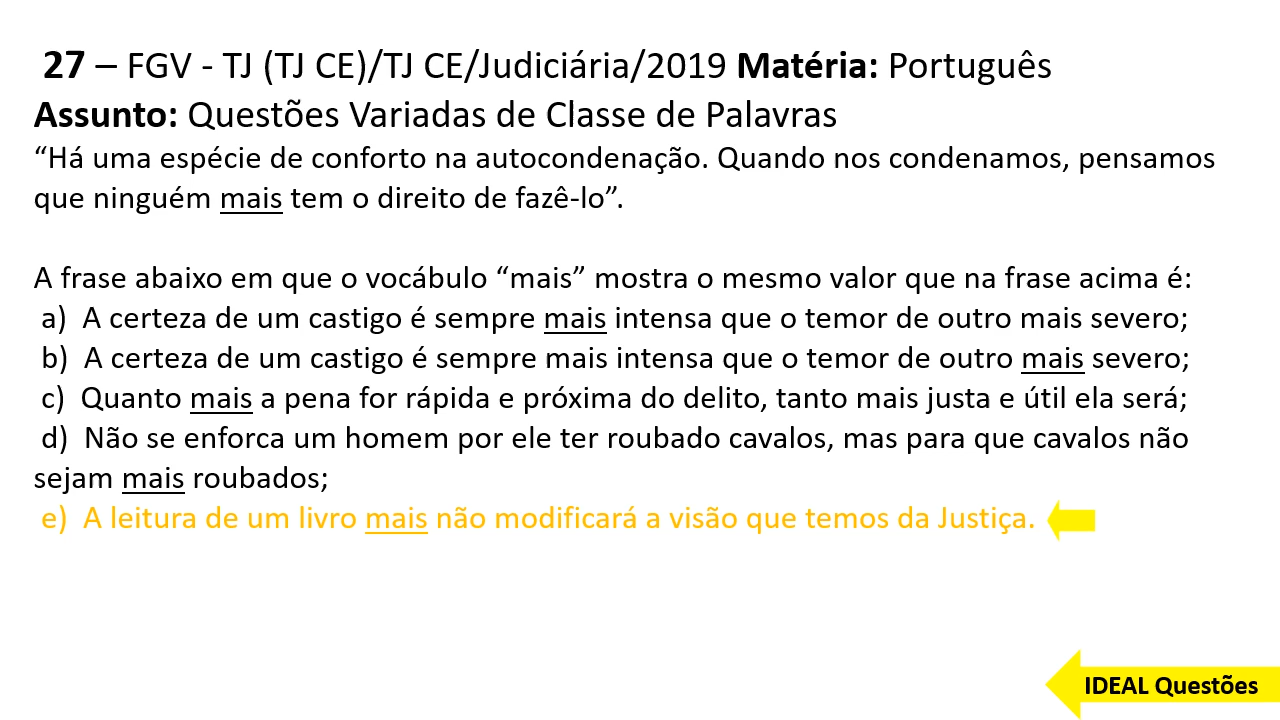 27 – FGV - TJ (TJ CE)/TJ CE/Judiciária/2019 Matéria: Português
Assunto: Questões Variadas de Classe de Palavras
“Há uma espécie de conforto na autocondenação. Quando nos condenamos, pensamos
que ninguém mais tem o direito de fazê-lo”.
A frase abaixo em que o vocábulo “mais” mostra o mesmo valor que na frase acima é:
a) A certeza de um castigo é sempre mais intensa que o temor de outro mais severo;
b) A certeza de um castigo é sempre mais intensa que o temor de outro mais severo;
c) Quanto mais a pena for rápida e próxima do delito, tanto mais justa e útil ela será;
d) Não se enforca um homem por ele ter roubado cavalos, mas para que cavalos não
sejam mais roubados;
e) A leitura de um livro mais não modificará a visão que temos da Justiça.
IDEAL Questões